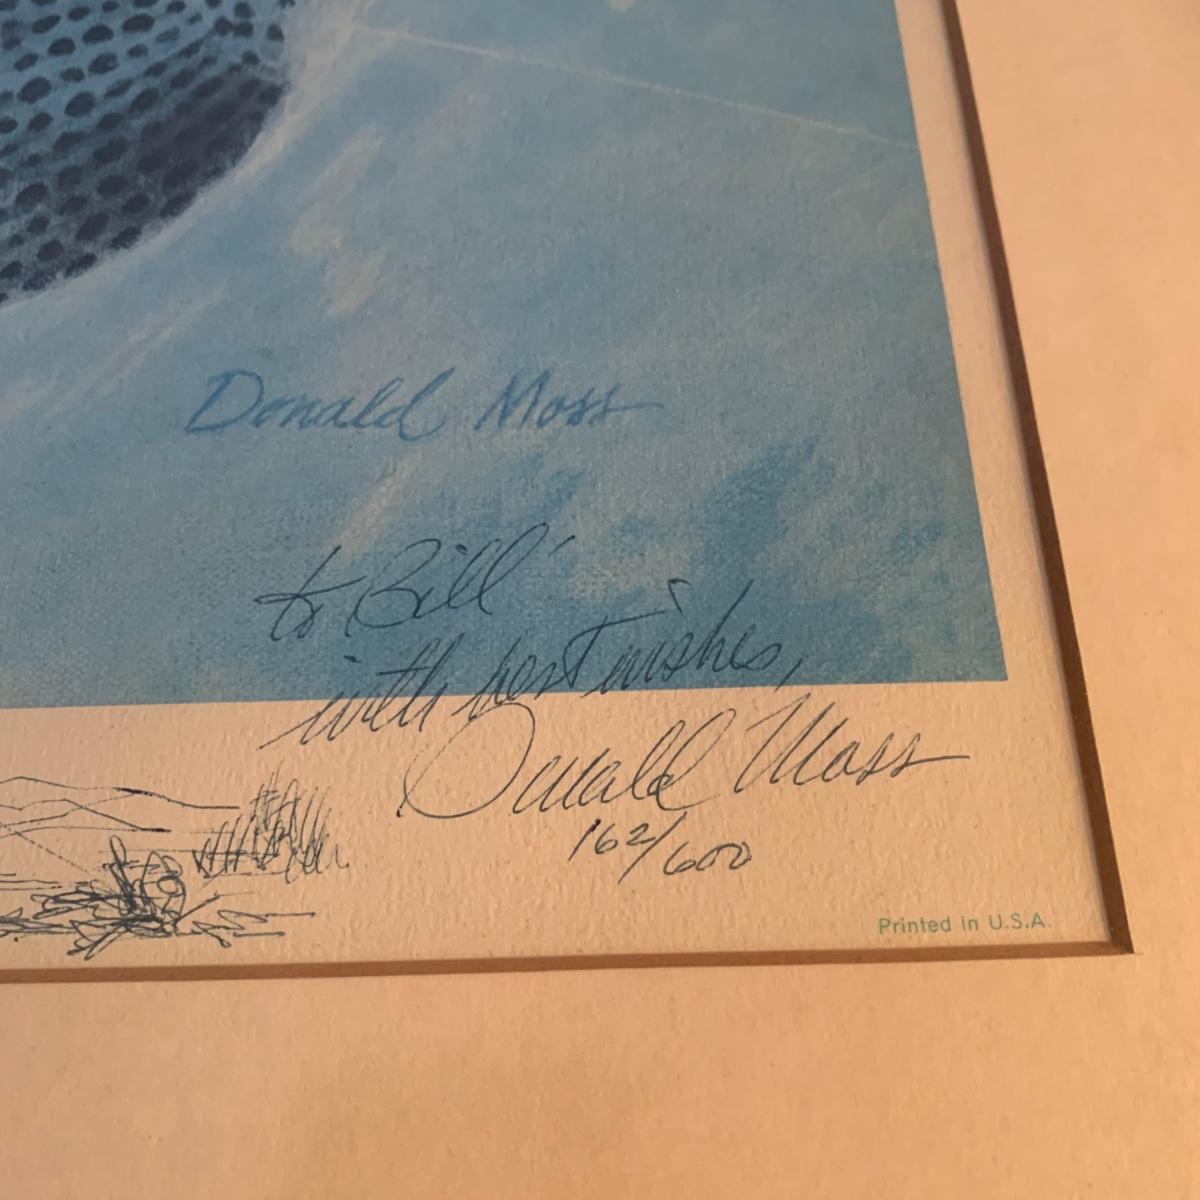 Donald Moss
to Bill
with best wishes,
Donald Moss
162/600
Printed in U.S.A.